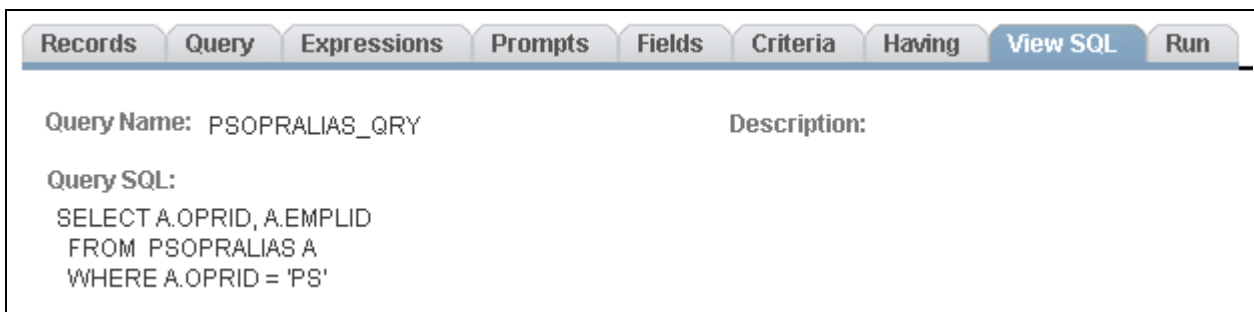 Records Query Expressions Prompts Fields Criteria Having View SQL Run
Query Name: PSOPRALIAS_QRY Description:
Query SQL:
SELECT A.OPRID, A.EMPLID
FROM PSOPRALIAS A
WHERE A.OPRID = 'PS'